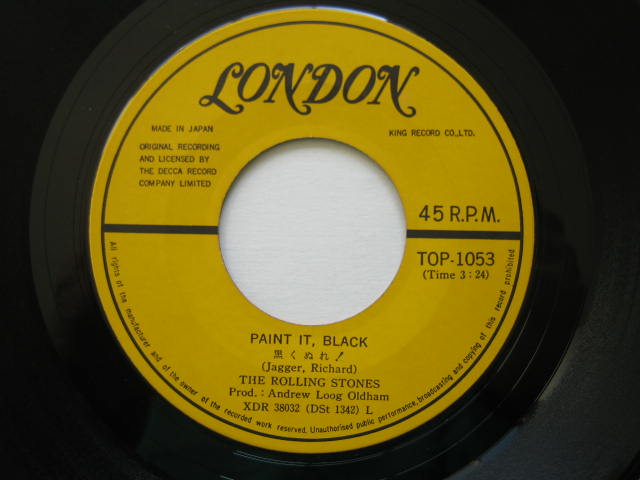 LONDON
MADE IN JAPAN
KING RECORD CO.,LTD.
ORIGINAL RECORDING
AND LICENSED BY
THE DECCA RECORD
COMPANY LIMITED
45 R.P.M.
TOP-1053
(Time 3:24)
PAINT IT, BLACK
黒くぬれ!
(Jagger, Richard)
THE ROLLING STONES
Prod.: Andrew Loog Oldham
XDR 38032 (DSt 1342) L
All rights of the manufacturer and of the owner of the recorded work reserved. Unauthorised public performance, broadcasting and copying of this record prohibited